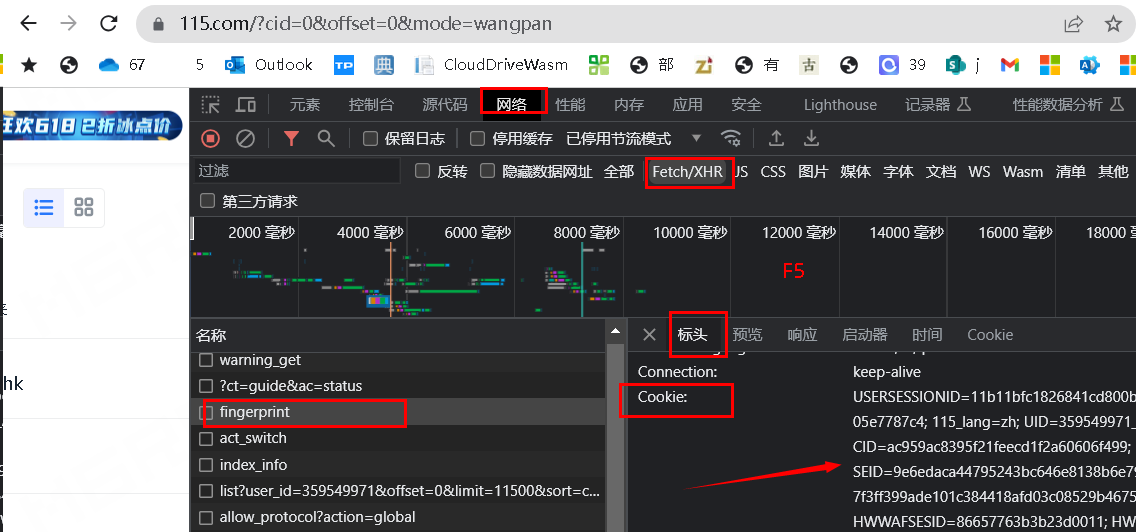 115.com/?cid=0&offset=0&mode=wangpan
67 5 Outlook TP 典 CloudDriveWasm 部 有 古 39 j
狂欢618 2折冰点价
元素 控制台 源代码 网络 性能 内存 应用 安全 Lighthouse 记录器 性能数据分析
保留日志 停用缓存 已停用节流模式
过滤 反转 隐藏数据网址 全部 Fetch/XHR JS CSS 图片 媒体 字体 文档 WS Wasm 清单 其他
第三方请求
2000 毫秒 4000 毫秒 6000 毫秒 8000 毫秒 10000 毫秒 12000 毫秒 14000 毫秒 16000 毫秒 18000
F5
名称
warning_get
?ct=guide&ac=status
fingerprint
act_switch
index_info
list?user_id=359549971&offset=0&limit=11500&sort=c...
allow_protocol?action=global
hk
标头 预览 响应 启动器 时间 Cookie
Connection: keep-alive
Cookie: USERSESSIONID=11b11bfc1826841cd800b
05e7787c4; 115_lang=zh; UID=359549971_
CID=ac959ac8395f21feecd1f2a60606f499;
SEID=9e6edaca44795243bc646e8138b6e79
7f3ff399ade101c384418afd03c08529b4675
HWWAFSESID=86657763b3b23d0011; HW